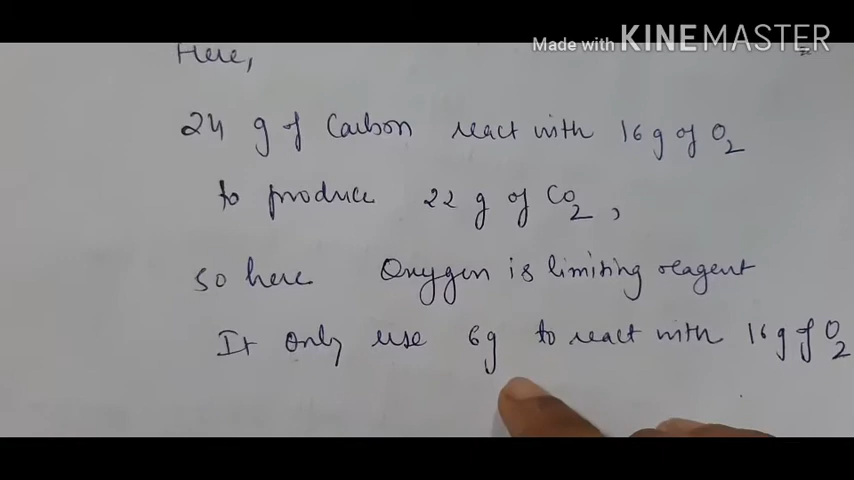 Made with KINEMASTER
Here,
24 g of Carbon react with 16 g of O2
to produce 22 g of CO2,
so here Oxygen is limiting reagent
It only use 6g to react with 16 g of O2